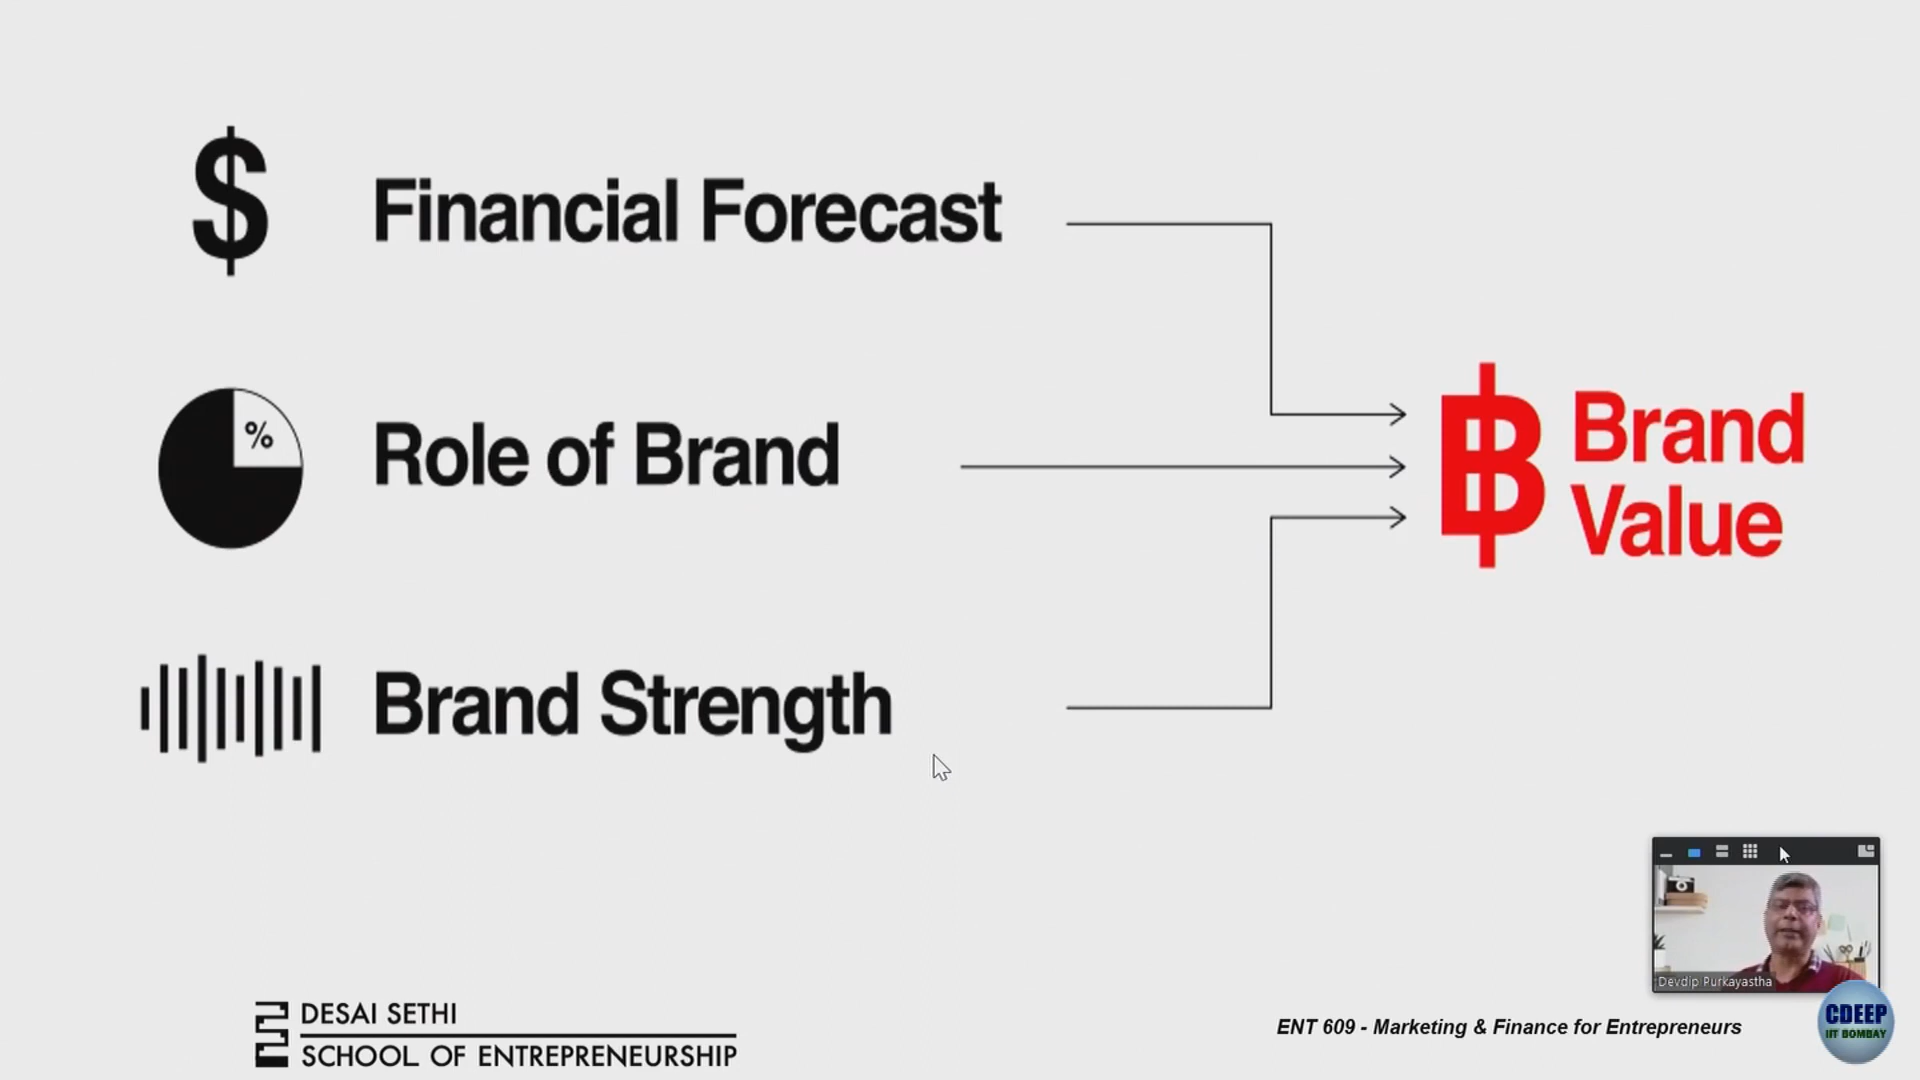 $ Financial Forecast
% Role of Brand
Brand Strength
Brand
Value
Devdip Purkayastha
DESAI SETHI
SCHOOL OF ENTREPRENEURSHIP
ENT 609 - Marketing & Finance for Entrepreneurs
CDEEP
IIT BOMBAY